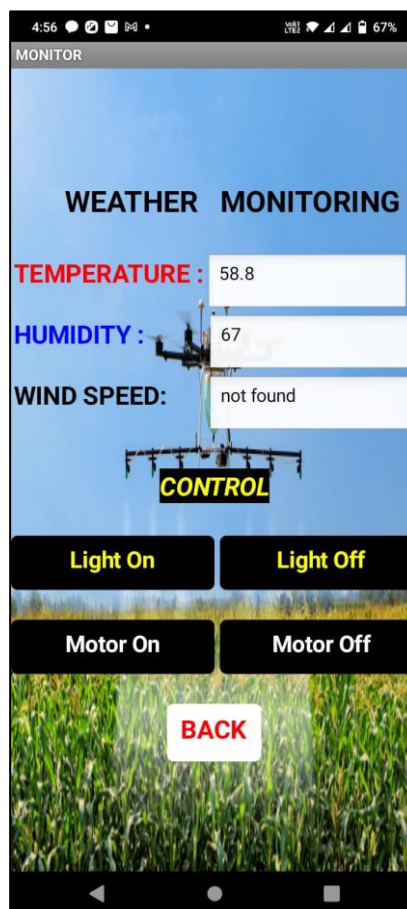 4:56 67%
MONITOR
WEATHER MONITORING
TEMPERATURE : 58.8
HUMIDITY : 67
WIND SPEED: not found
CONTROL
Light On Light Off
Motor On Motor Off
BACK